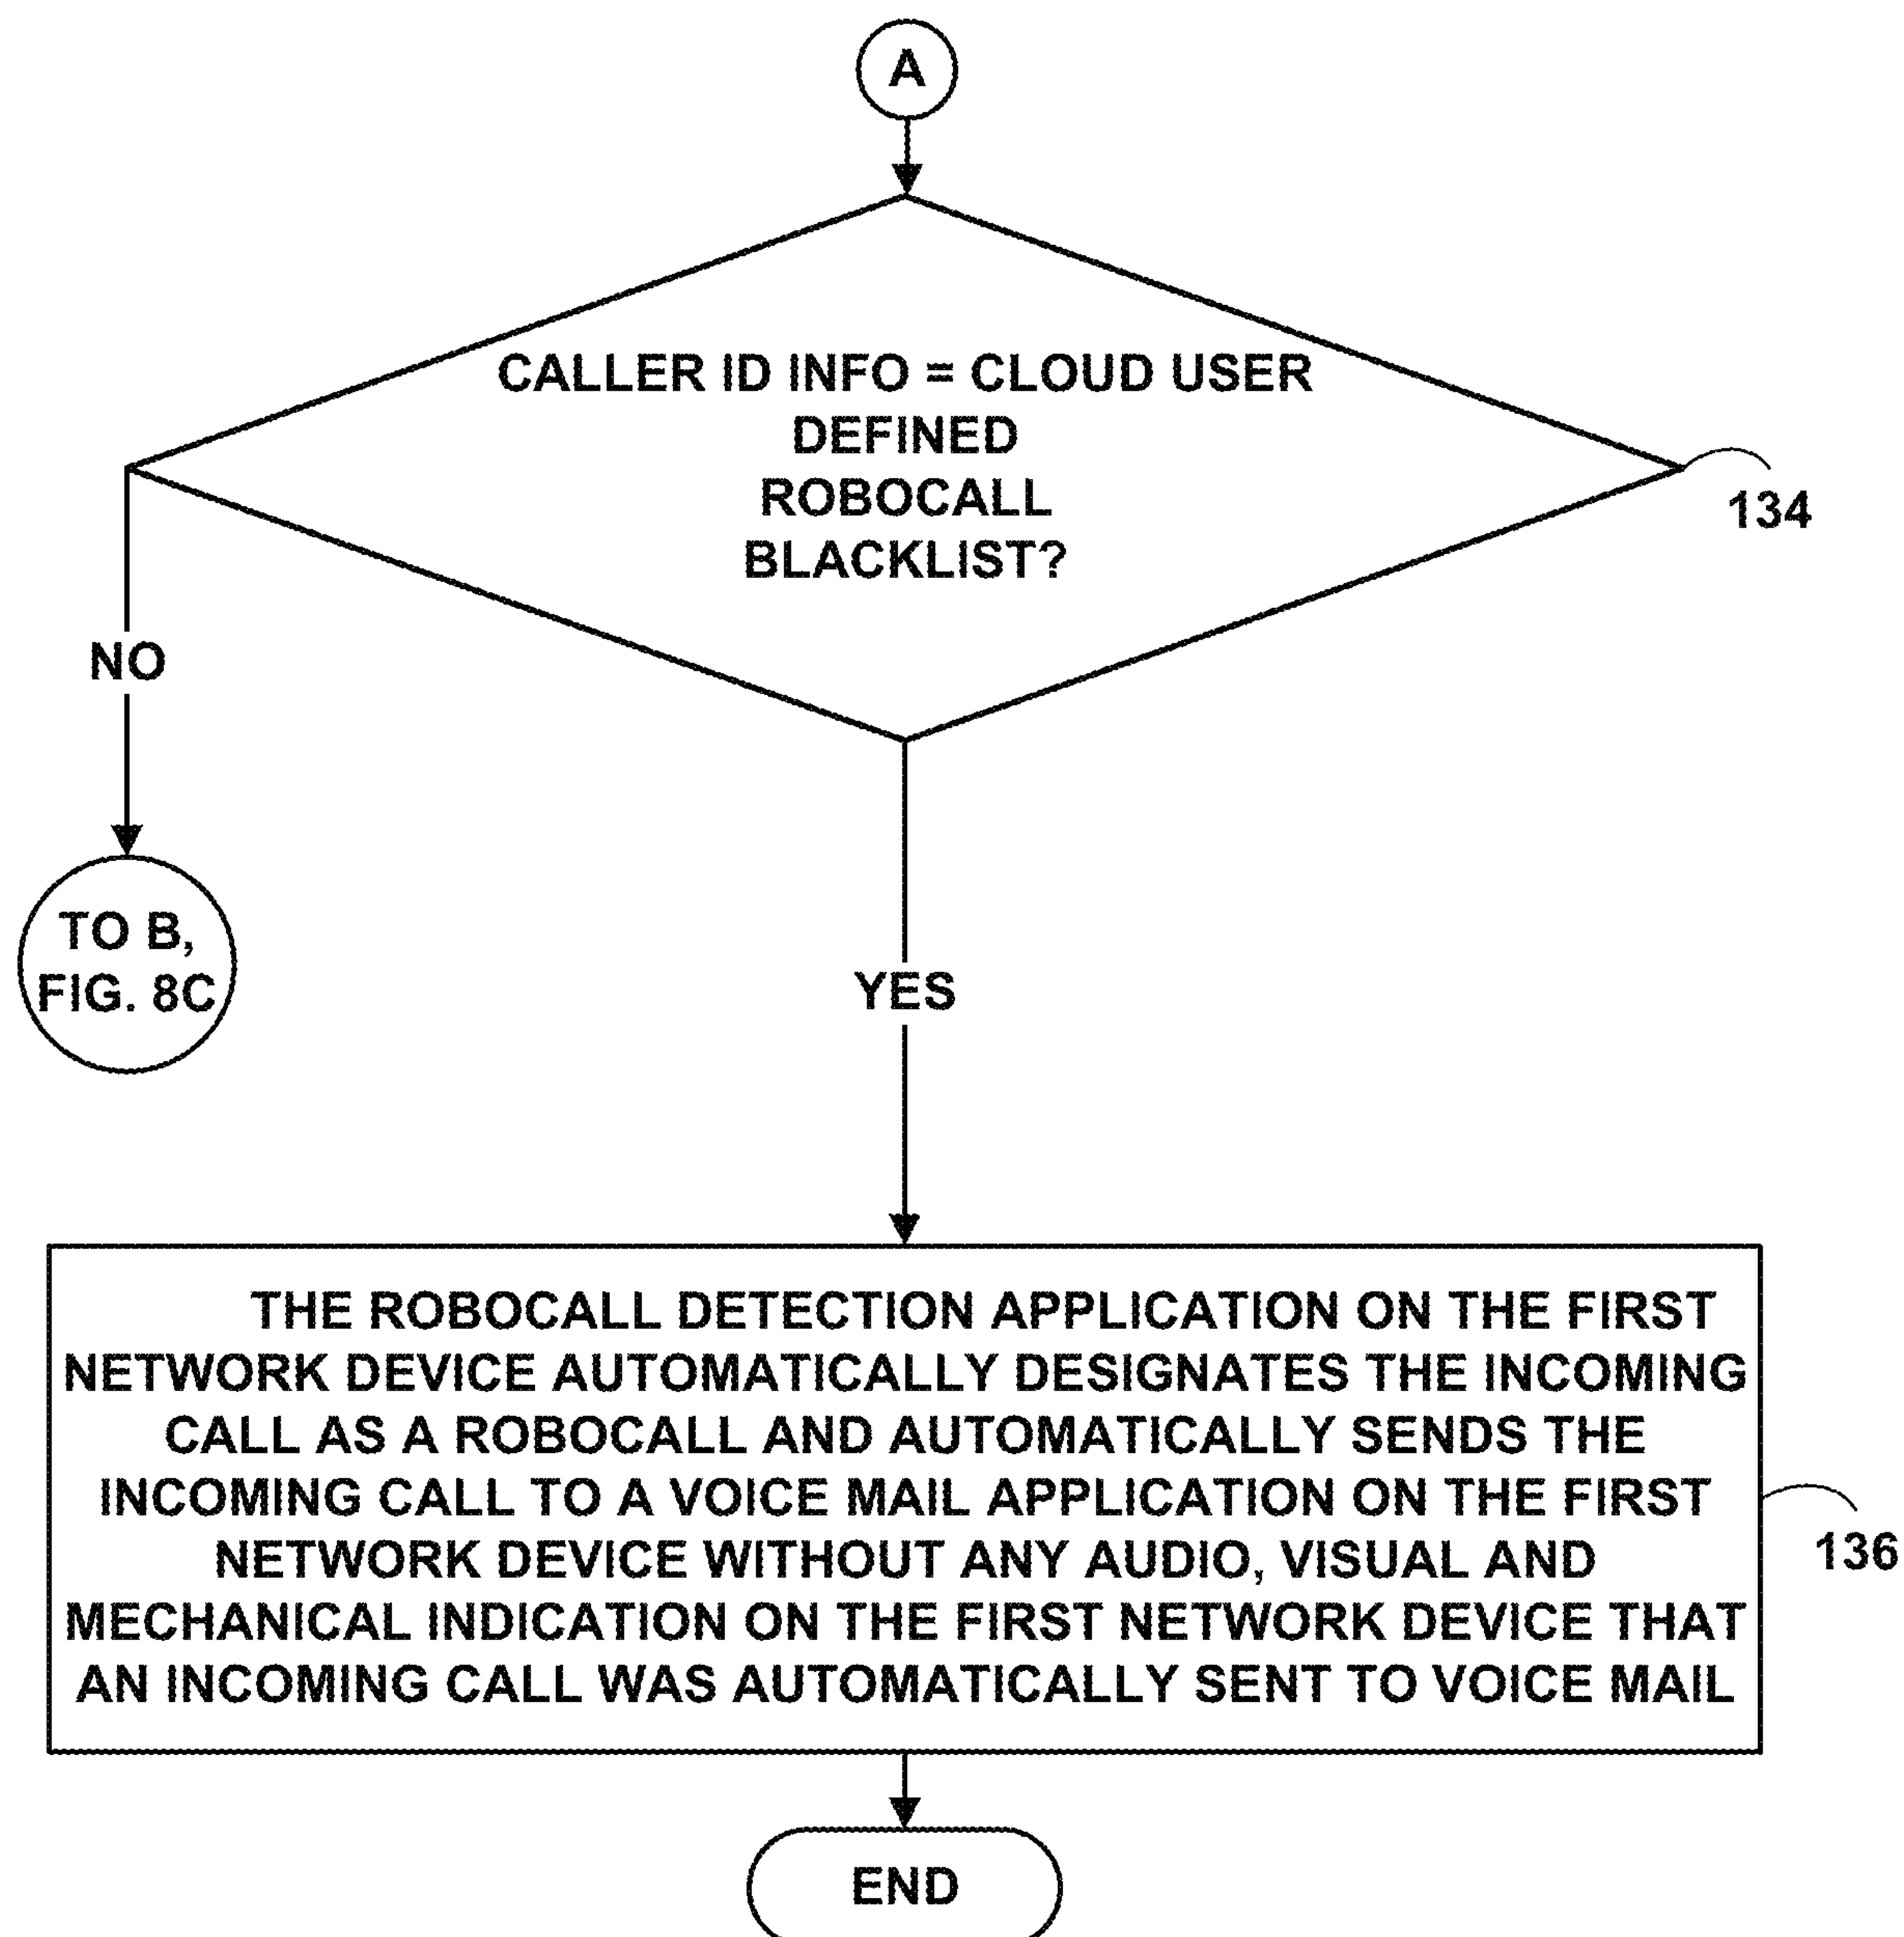 A
CALLER ID INFO = CLOUD USER
DEFINED
ROBOCALL
BLACKLIST?
134
NO
TO B,
FIG. 8C
YES
THE ROBOCALL DETECTION APPLICATION ON THE FIRST
NETWORK DEVICE AUTOMATICALLY DESIGNATES THE INCOMING
CALL AS A ROBOCALL AND AUTOMATICALLY SENDS THE
INCOMING CALL TO A VOICE MAIL APPLICATION ON THE FIRST
NETWORK DEVICE WITHOUT ANY AUDIO, VISUAL AND
MECHANICAL INDICATION ON THE FIRST NETWORK DEVICE THAT
AN INCOMING CALL WAS AUTOMATICALLY SENT TO VOICE MAIL
136
END